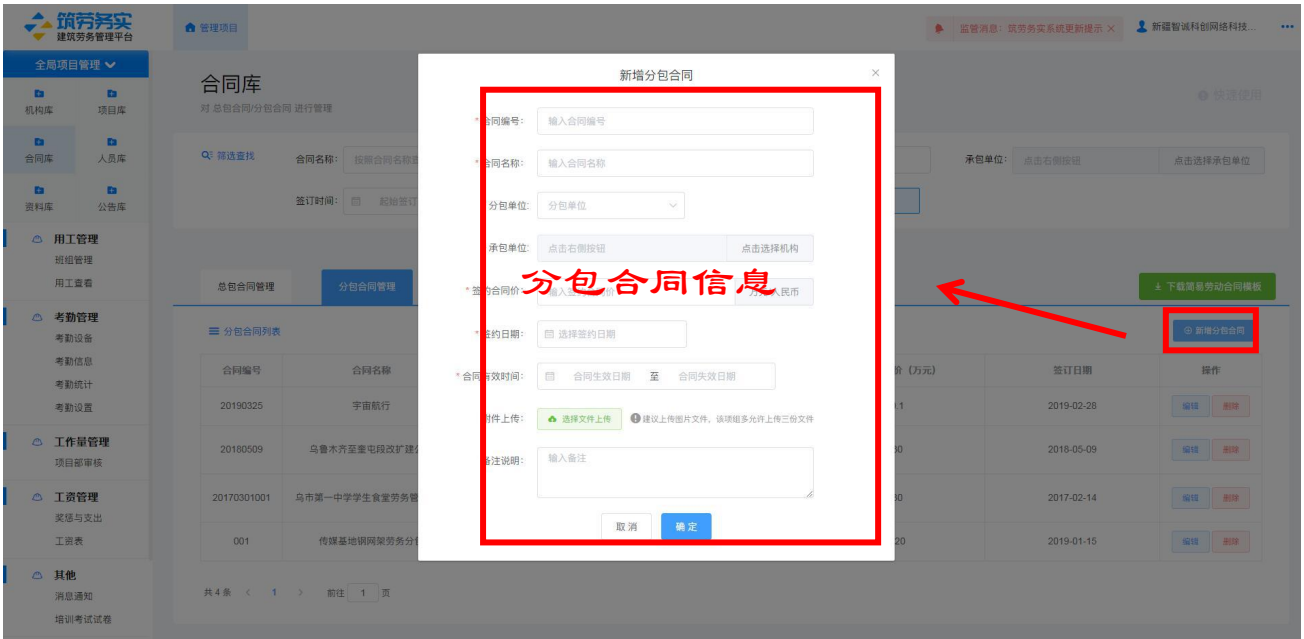 筑劳务实
建筑劳务管理平台
管理项目
监管消息：筑劳务实系统更新提示 ×
新疆智诚科创网络科技...
全局项目管理
机构库 项目库
合同库 人员库
资料库 公告库
用工管理
班组管理
用工查看
考勤管理
考勤设备
考勤信息
考勤统计
考勤设置
工作量管理
项目部审核
工资管理
奖惩与支出
工资表
其他
消息通知
培训考试试卷
合同库
对 总包合同/分包合同 进行管理
快速使用
筛选查找
合同名称：
承包单位： 点击右侧按钮 点击选择承包单位
签订时间：
总包合同管理 分包合同管理
下载简易劳动合同模板
分包合同列表
新增分包合同
合同编号 合同名称 价（万元） 签订日期 操作
20190325 宇宙航行 2019-02-28 编辑 删除
20180509 2018-05-09 编辑 删除
20170301001 乌市第一中学学生食堂劳务管 2017-02-14 编辑 删除
001 传媒基地钢网架劳务分 20 2019-01-15 编辑 删除
共 4 条 1 前往 1 页
新增分包合同 ×
*合同编号： 输入合同编号
*合同名称： 输入合同名称
分包单位： 分包单位
承包单位： 点击右侧按钮 点击选择机构
分包合同信息
*签约合同价：
*签约日期： 选择签约日期
*合同有效时间： 合同生效日期 至 合同失效日期
附件上传： 选择文件上传 建议上传图片文件，该项组多允许上传三份文件
备注说明： 输入备注
取消 确定